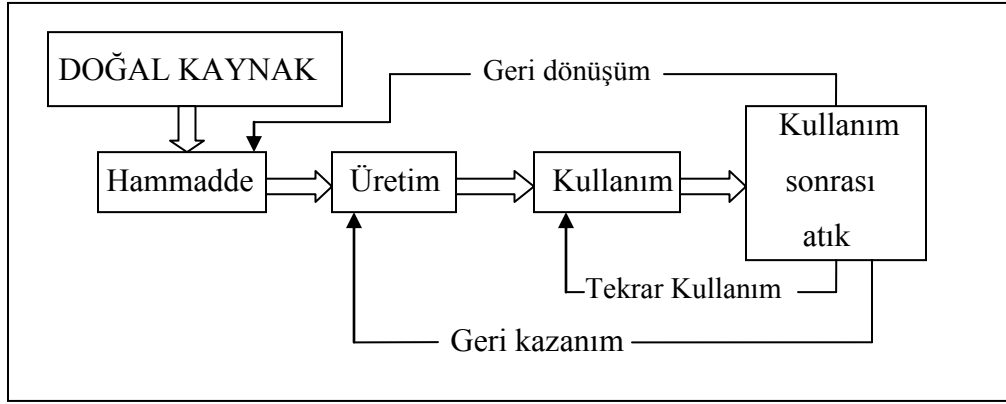 DOĞAL KAYNAK
Geri dönüşüm
Hammadde
Üretim
Kullanım
Kullanım
sonrası
atık
Tekrar Kullanım
Geri kazanım